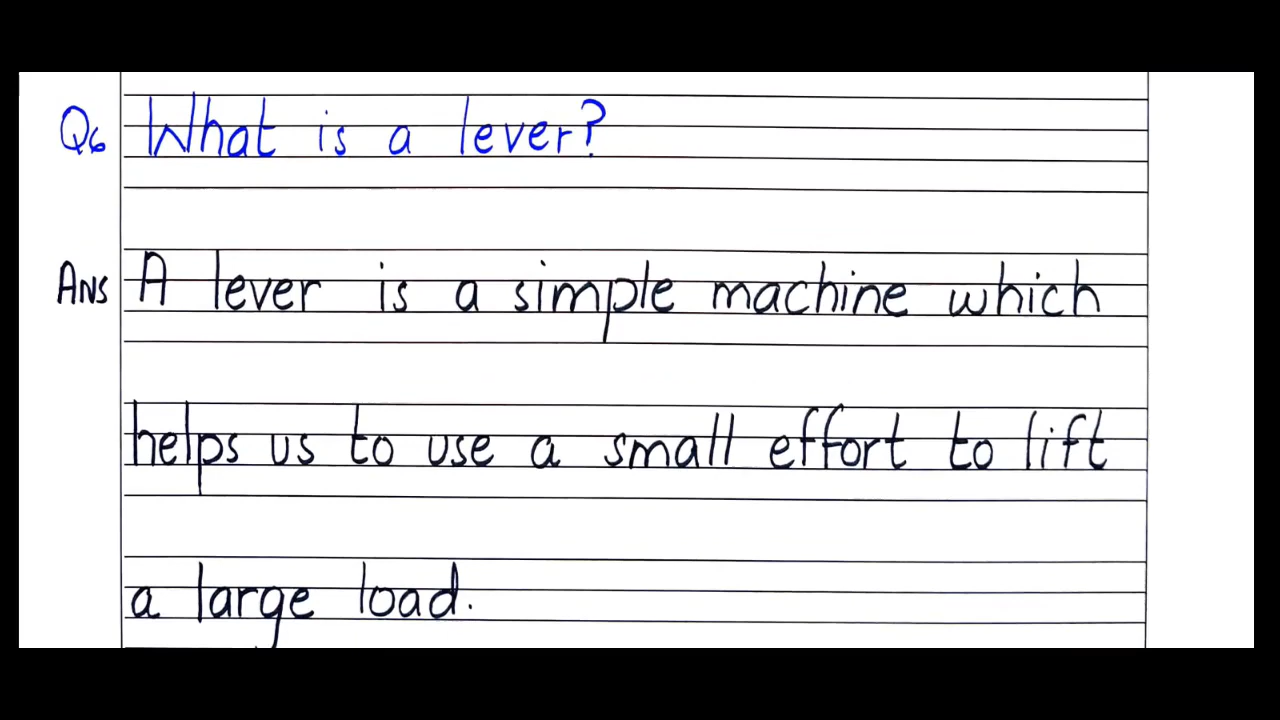 Q6 What is a lever?
Ans A lever is a simple machine which
helps us to use a small effort to lift
a large load.